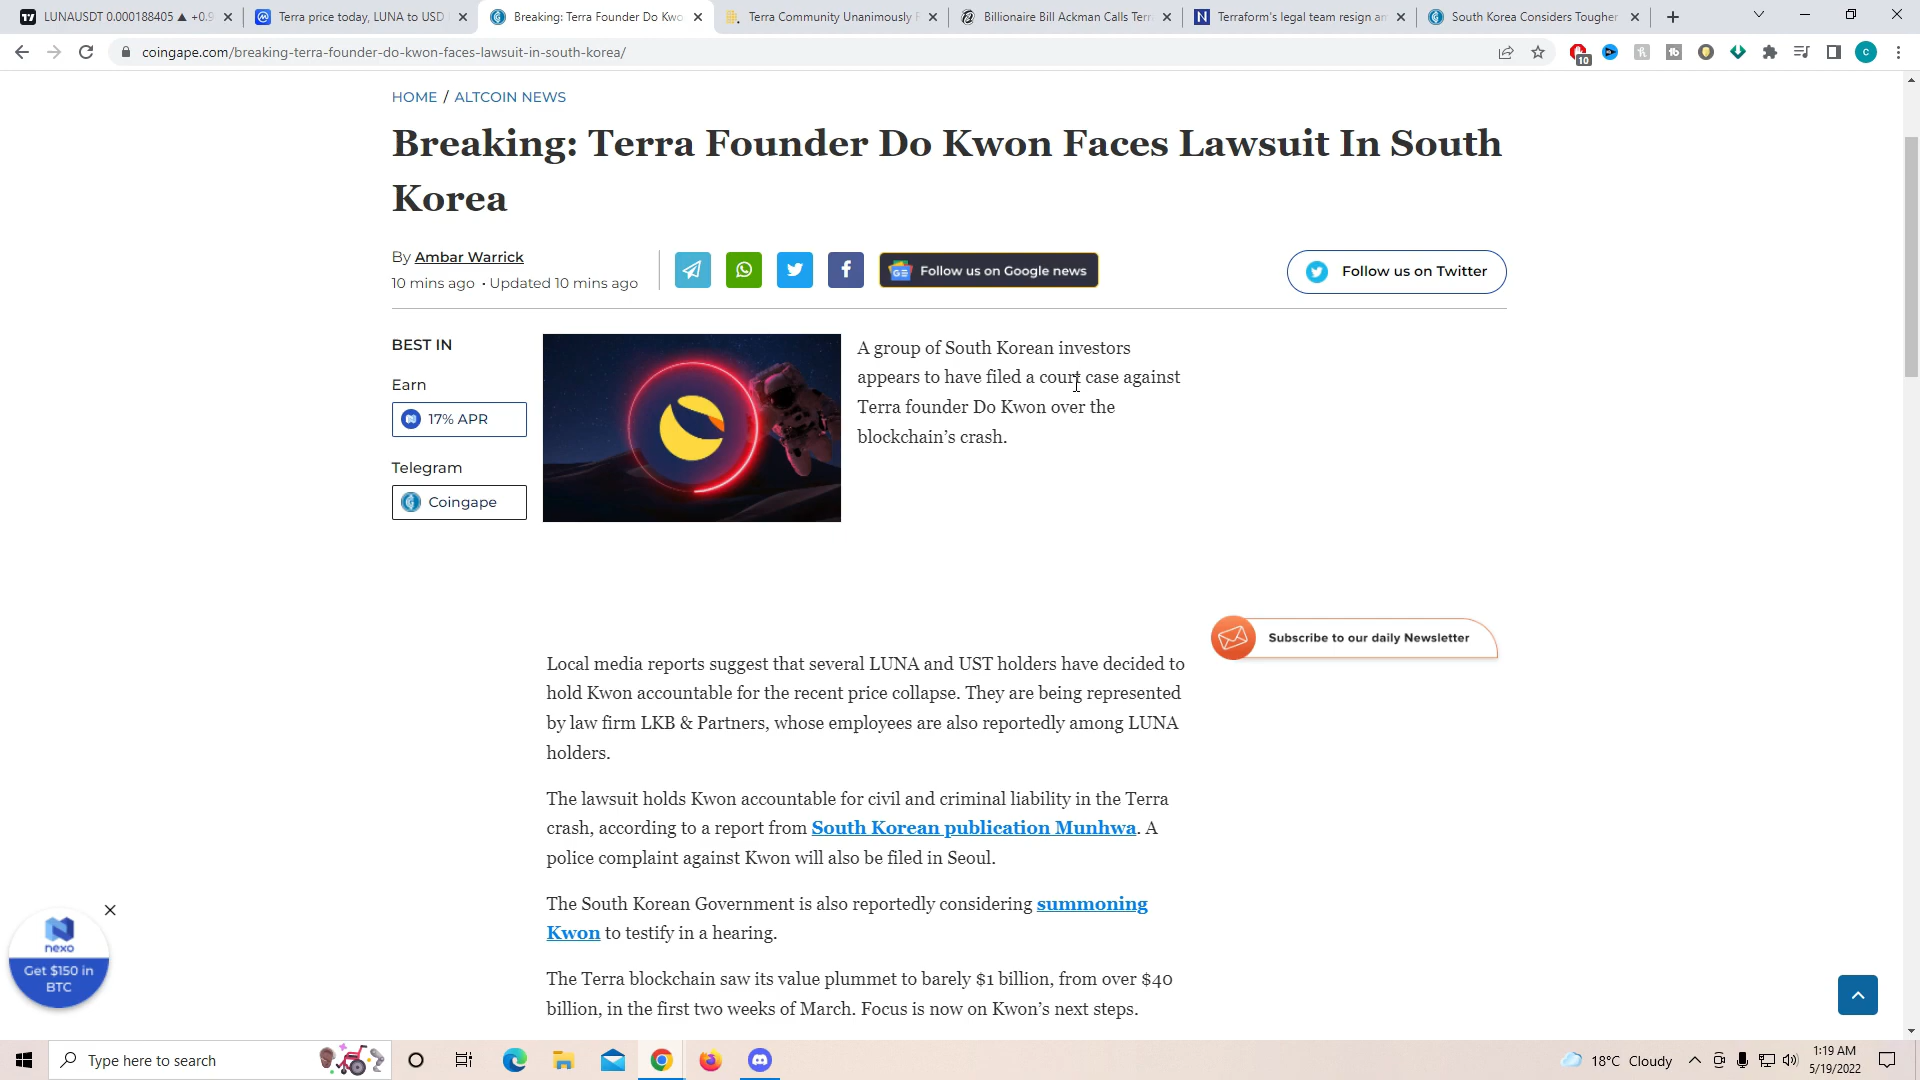 LUNAUSDT 0.000188405 ▲ +0.9
Terra price today, LUNA to USD
Breaking: Terra Founder Do Kwo
Terra Community Unanimously
Billionaire Bill Ackman Calls Terr
Terraform's legal team resign an
South Korea Considers Tougher
coingape.com/breaking-terra-founder-do-kwon-faces-lawsuit-in-south-korea/
10
c
HOME / ALTCOIN NEWS
Breaking: Terra Founder Do Kwon Faces Lawsuit In South
Korea
By Ambar Warrick
10 mins ago • Updated 10 mins ago
Follow us on Google news
Follow us on Twitter
BEST IN
Earn
17% APR
Telegram
Coingape
A group of South Korean investors
appears to have filed a court case against
Terra founder Do Kwon over the
blockchain's crash.
Subscribe to our daily Newsletter
Local media reports suggest that several LUNA and UST holders have decided to
hold Kwon accountable for the recent price collapse. They are being represented
by law firm LKB & Partners, whose employees are also reportedly among LUNA
holders.
The lawsuit holds Kwon accountable for civil and criminal liability in the Terra
crash, according to a report from South Korean publication Munhwa. A
police complaint against Kwon will also be filed in Seoul.
The South Korean Government is also reportedly considering summoning
Kwon to testify in a hearing.
The Terra blockchain saw its value plummet to barely $1 billion, from over $40
billion, in the first two weeks of March. Focus is now on Kwon's next steps.
nexo
Get $150 in
BTC
Type here to search
18°C Cloudy
1:19 AM
5/19/2022